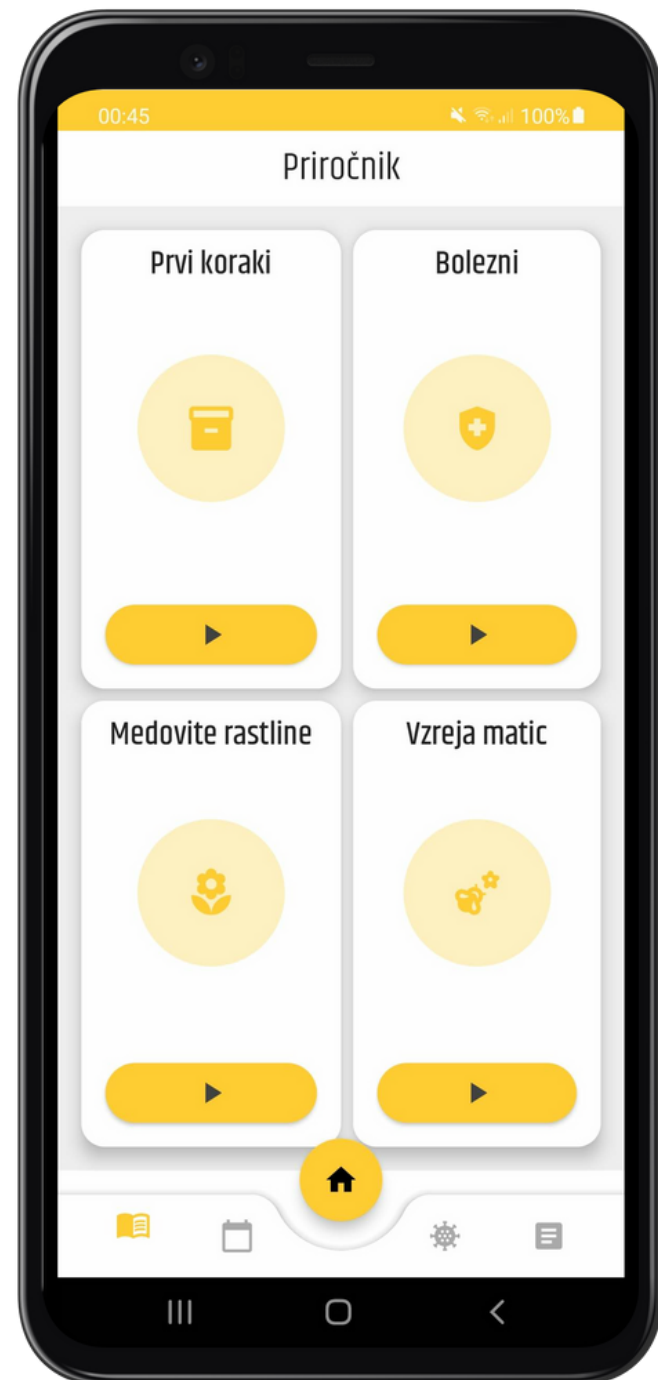 00:45
100%
Priročnik
Prvi koraki
Bolezni
Medovite rastline
Vzreja matic